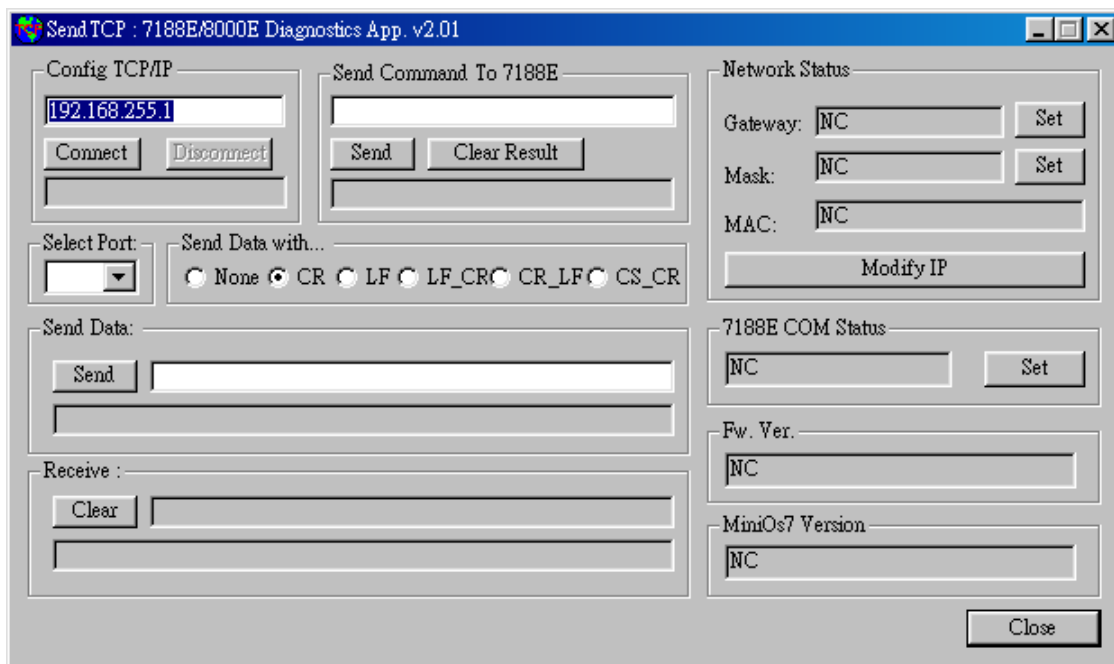 SendTCP : 7188E/8000E Diagnostics App. v2.01
Config TCP/IP
192.168.255.1
Connect Disconnect
Send Command To 7188E
Send Clear Result
Network Status
Gateway: NC Set
Mask: NC Set
MAC: NC
Modify IP
Select Port:
Send Data with...
None CR LF LF_CR CR_LF CS_CR
Send Data:
Send
Receive :
Clear
7188E COM Status
NC Set
Fw. Ver.
NC
MiniOs7 Version
NC
Close